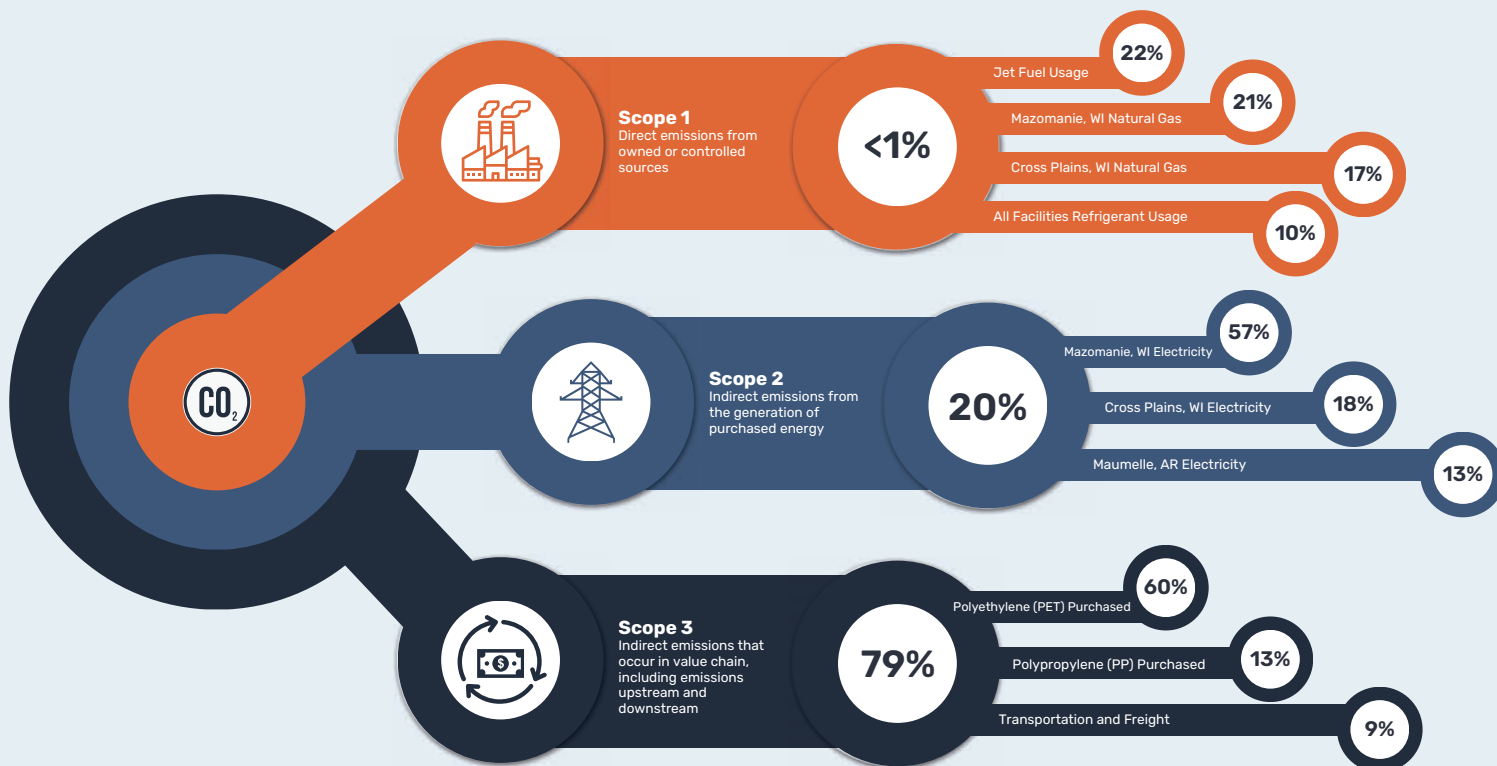 CO2
Scope 1
Direct emissions from
owned or controlled
sources
<1%
Jet Fuel Usage
22%
Mazomanie, WI Natural Gas
21%
Cross Plains, WI Natural Gas
17%
All Facilities Refrigerant Usage
10%
Scope 2
Indirect emissions from
the generation of
purchased energy
20%
Mazomanie, WI Electricity
57%
Cross Plains, WI Electricity
18%
Maumelle, AR Electricity
13%
Scope 3
Indirect emissions that
occur in value chain,
including emissions
upstream and
downstream
$
79%
Polyethylene (PET) Purchased
60%
Polypropylene (PP) Purchased
13%
Transportation and Freight
9%